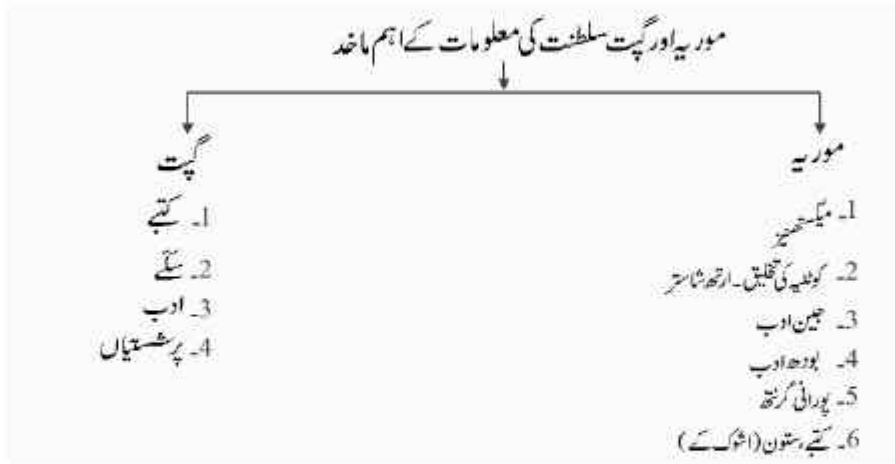 موریہ اور گپت سلطنت کی معلومات کے اہم ماخذ
موریہ
1۔ میگستھنیز
2۔ کوٹلیہ کی تخلیق۔ ارتھ شاستر
3۔ جین ادب
4۔ بودھ ادب
5۔ پورانی گرنتھ
6۔ کتبے، ستون (اشوک کے)
گپت
1۔ کتبے
2۔ سکّے
3۔ ادب
4۔ پرشستیاں